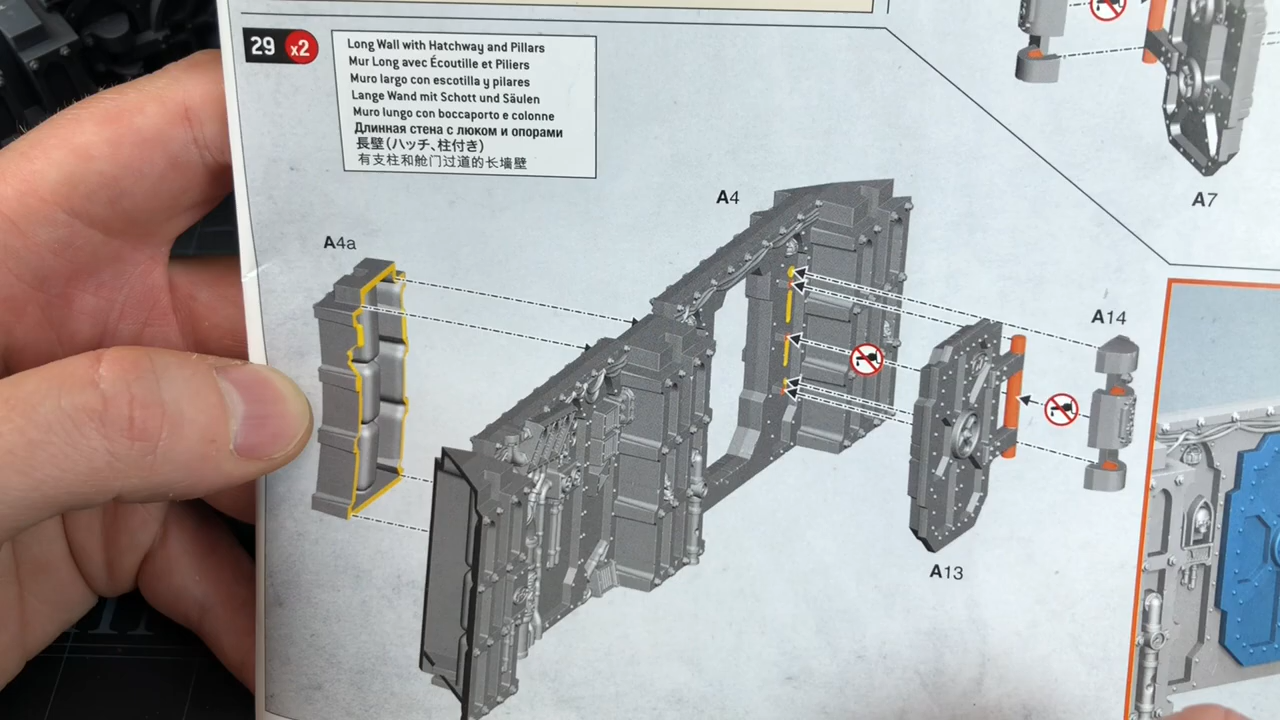 29 x2
Long Wall with Hatchway and Pillars
Mur Long avec Écoutille et Piliers
Muro largo con escotilla y pilares
Lange Wand mit Schott und Säulen
Muro lungo con boccaporto e colonne
Длинная стена с люком и опорами
長壁（ハッチ、柱付き）
有支柱和舱门过道的长墙壁
A4
A7
A4a
A14
A13